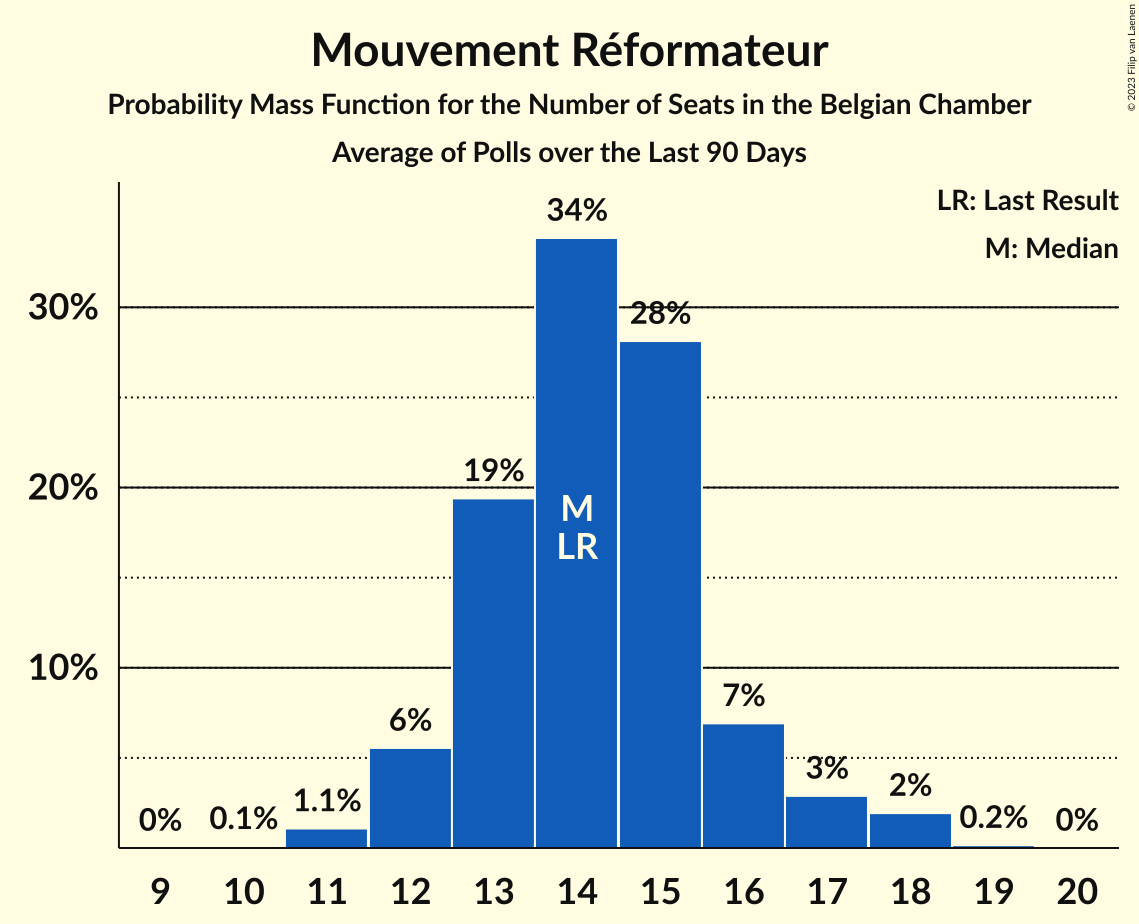 Mouvement Réformateur
Probability Mass Function for the Number of Seats in the Belgian Chamber
Average of Polls over the Last 90 Days
© 2023 Filip van Laenen
LR: Last Result
M: Median
34%
30%
28%
20%
19%
M
LR
10%
7%
6%
3%
2%
1.1%
0%
0.1%
0.2%
0%
9 10 11 12 13 14 15 16 17 18 19 20